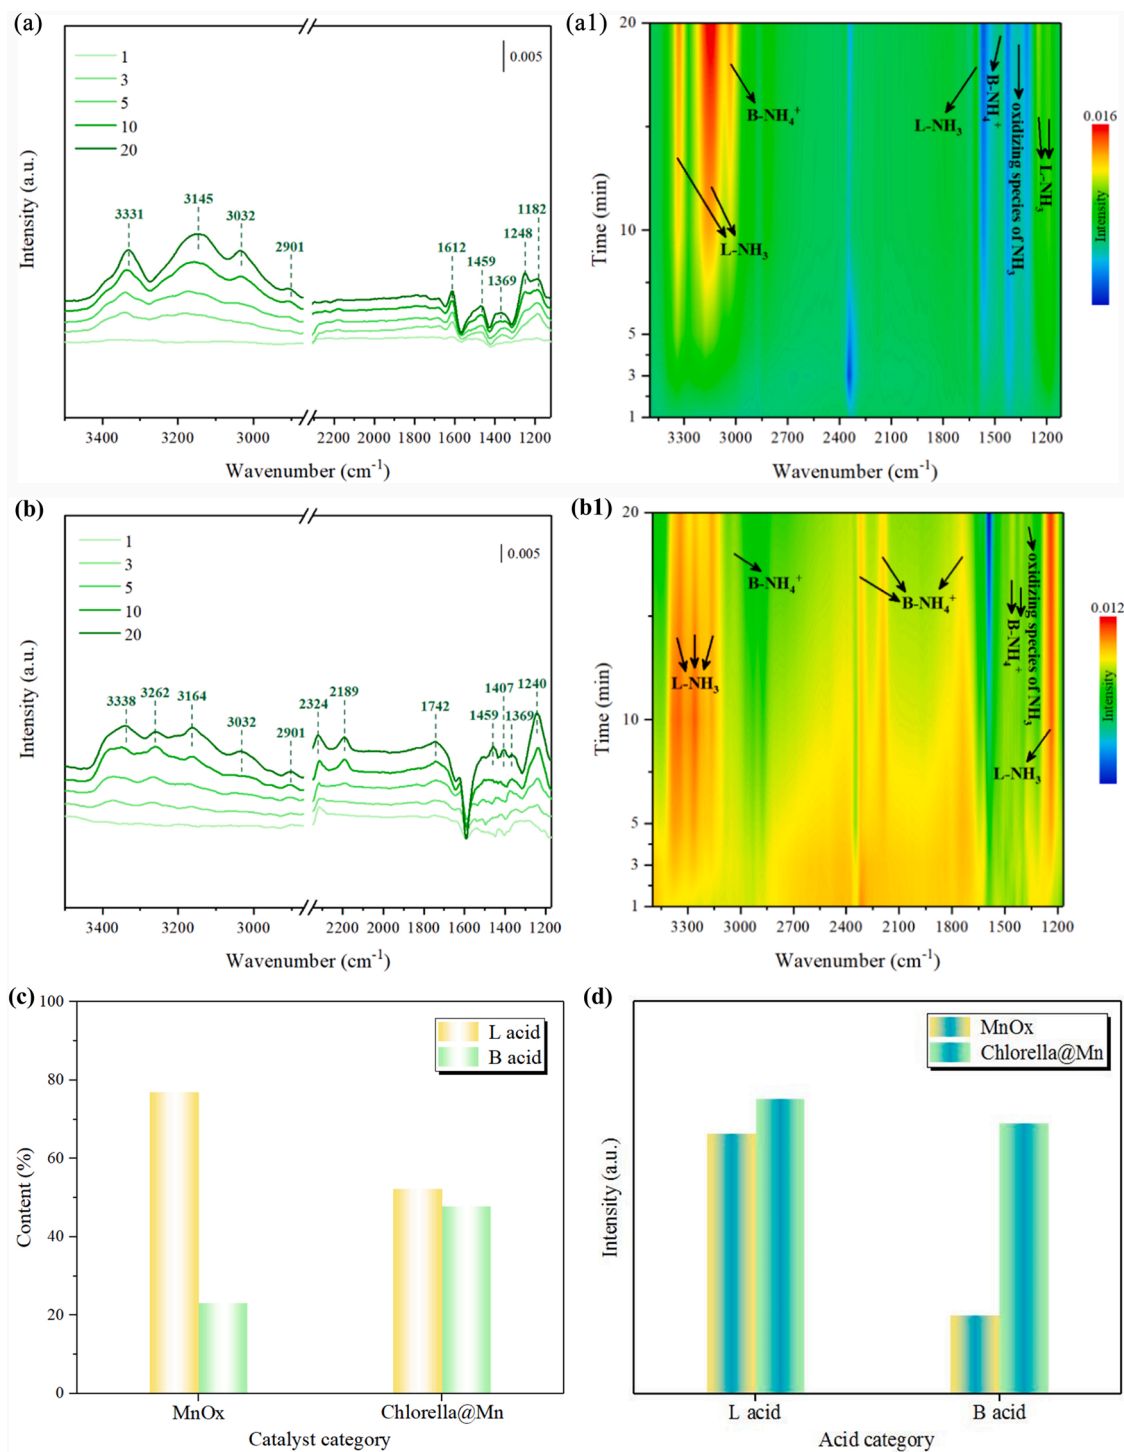 (a)
1
3
5
10
20
0.005
3331
3145
3032
2901
1612
1459
1369
1248
1182
Intensity (a.u.)
3400
3200
3000
2200
2000
1800
1600
1400
1200
Wavenumber (cm⁻¹)
(a1)
20
10
5
3
1
Time (min)
B-NH₄⁺
L-NH₃
L-NH₃
B-NH₄⁺
oxidizing species of NH₃
L-NH₃
0.016
Intensity
3300
3000
2700
2400
2100
1800
1500
1200
Wavenumber (cm⁻¹)
(b)
1
3
5
10
20
0.005
3338
3262
3164
3032
2901
2324
2189
1742
1459
1407
1369
1240
Intensity (a.u.)
3400
3200
3000
2200
2000
1800
1600
1400
1200
Wavenumber (cm⁻¹)
(b1)
20
10
5
3
1
Time (min)
B-NH₄⁺
L-NH₃
B-NH₄⁺
B-NH₄⁺
oxidizing species of NH₃
L-NH₃
0.012
Intensity
3300
3000
2700
2400
2100
1800
1500
1200
Wavenumber (cm⁻¹)
(c)
100
80
60
40
20
0
Content (%)
L acid
B acid
MnOx
Chlorella@Mn
Catalyst category
(d)
MnOx
Chlorella@Mn
Intensity (a.u.)
L acid
B acid
Acid category